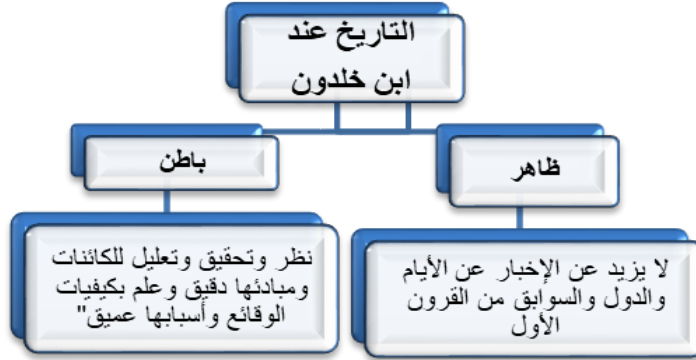 التاريخ عند
ابن خلدون
ظاهر
باطن
لا يزيد عن الإخبار عن الأيام
والدول والسوابق من القرون
الأول
نظر وتحقيق وتعليل للكائنات
ومبادئها دقيق وعلم بكيفيات
الوقائع وأسبابها عميق"